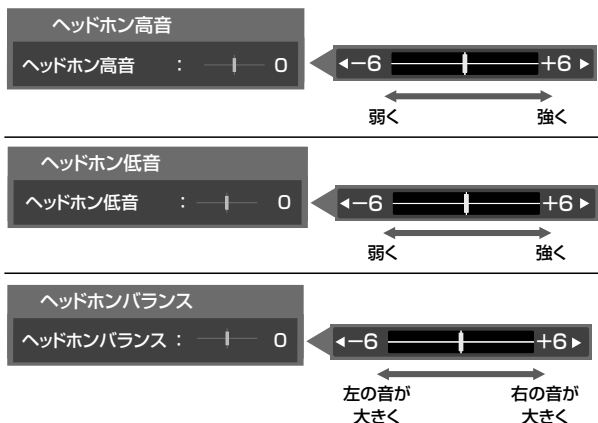 ヘッドホン高音
ヘッドホン高音 : 0 ◀−6 +6▶
弱く 強く
ヘッドホン低音
ヘッドホン低音 : 0 ◀−6 +6▶
弱く 強く
ヘッドホンバランス
ヘッドホンバランス : 0 ◀−6 +6▶
左の音が 右の音が
大きく 大きく